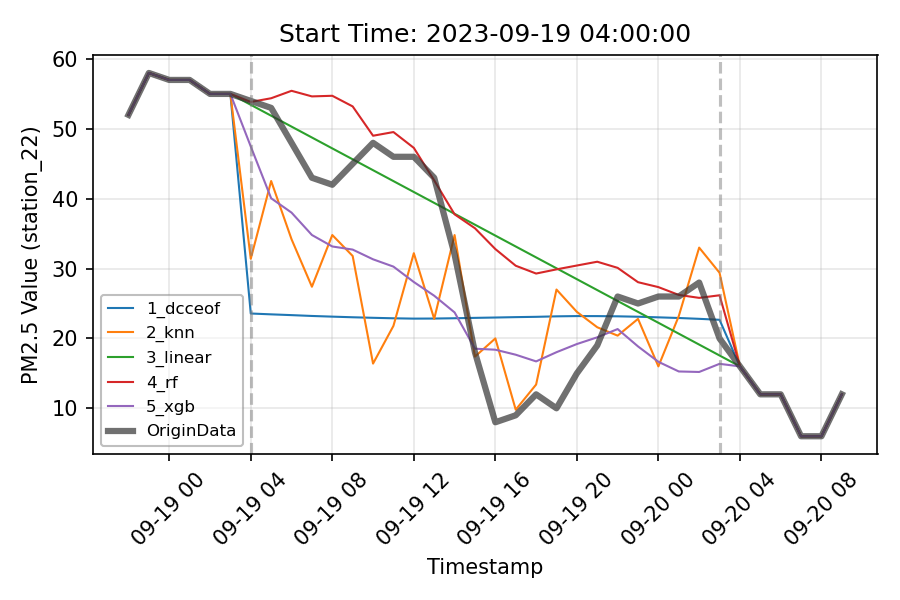 Start Time: 2023-09-19 04:00:00
PM2.5 Value (station_22)
60
50
40
30
20
10
1_dcceof
2_knn
3_linear
4_rf
5_xgb
OriginData
09-19 00
09-19 04
09-19 08
09-19 12
09-19 16
09-19 20
09-20 00
09-20 04
09-20 08
Timestamp